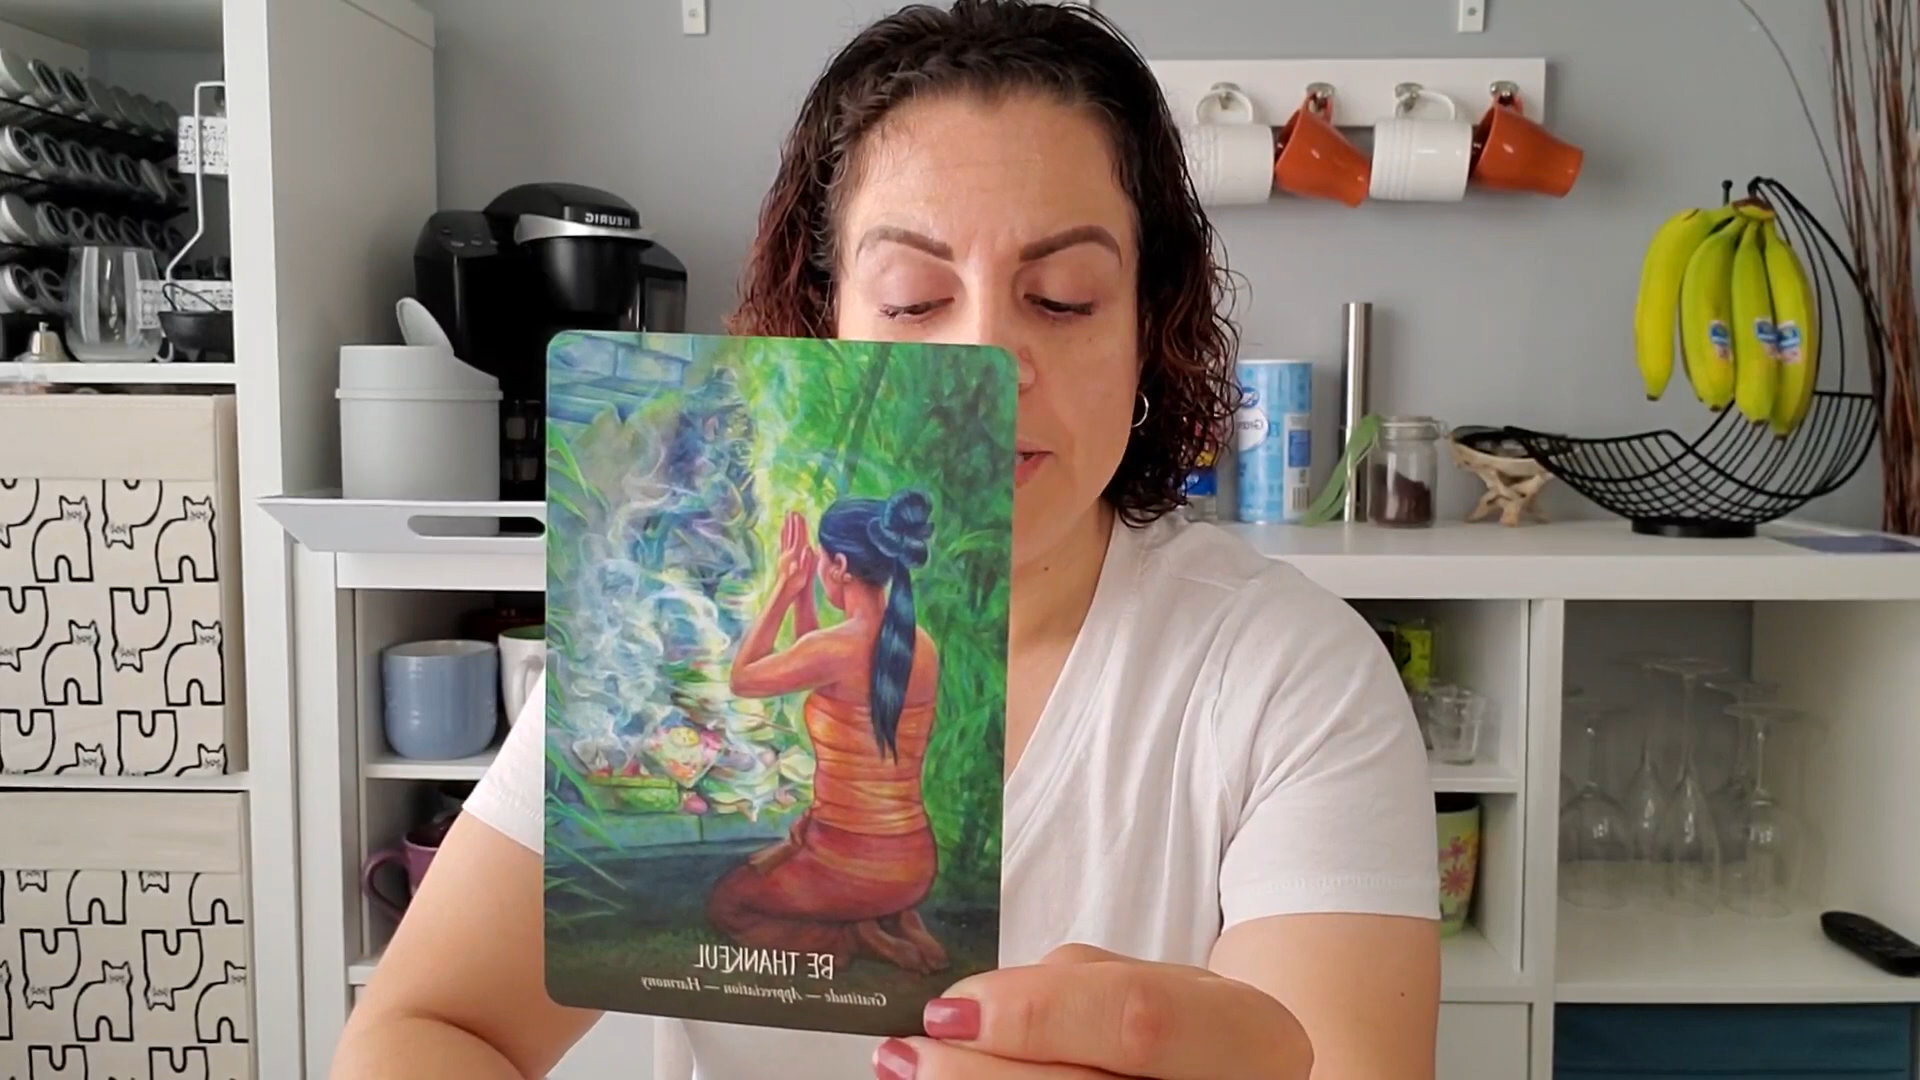 KEURIG
BE THANKFUL
Gratitude — Appreciation — Harmony